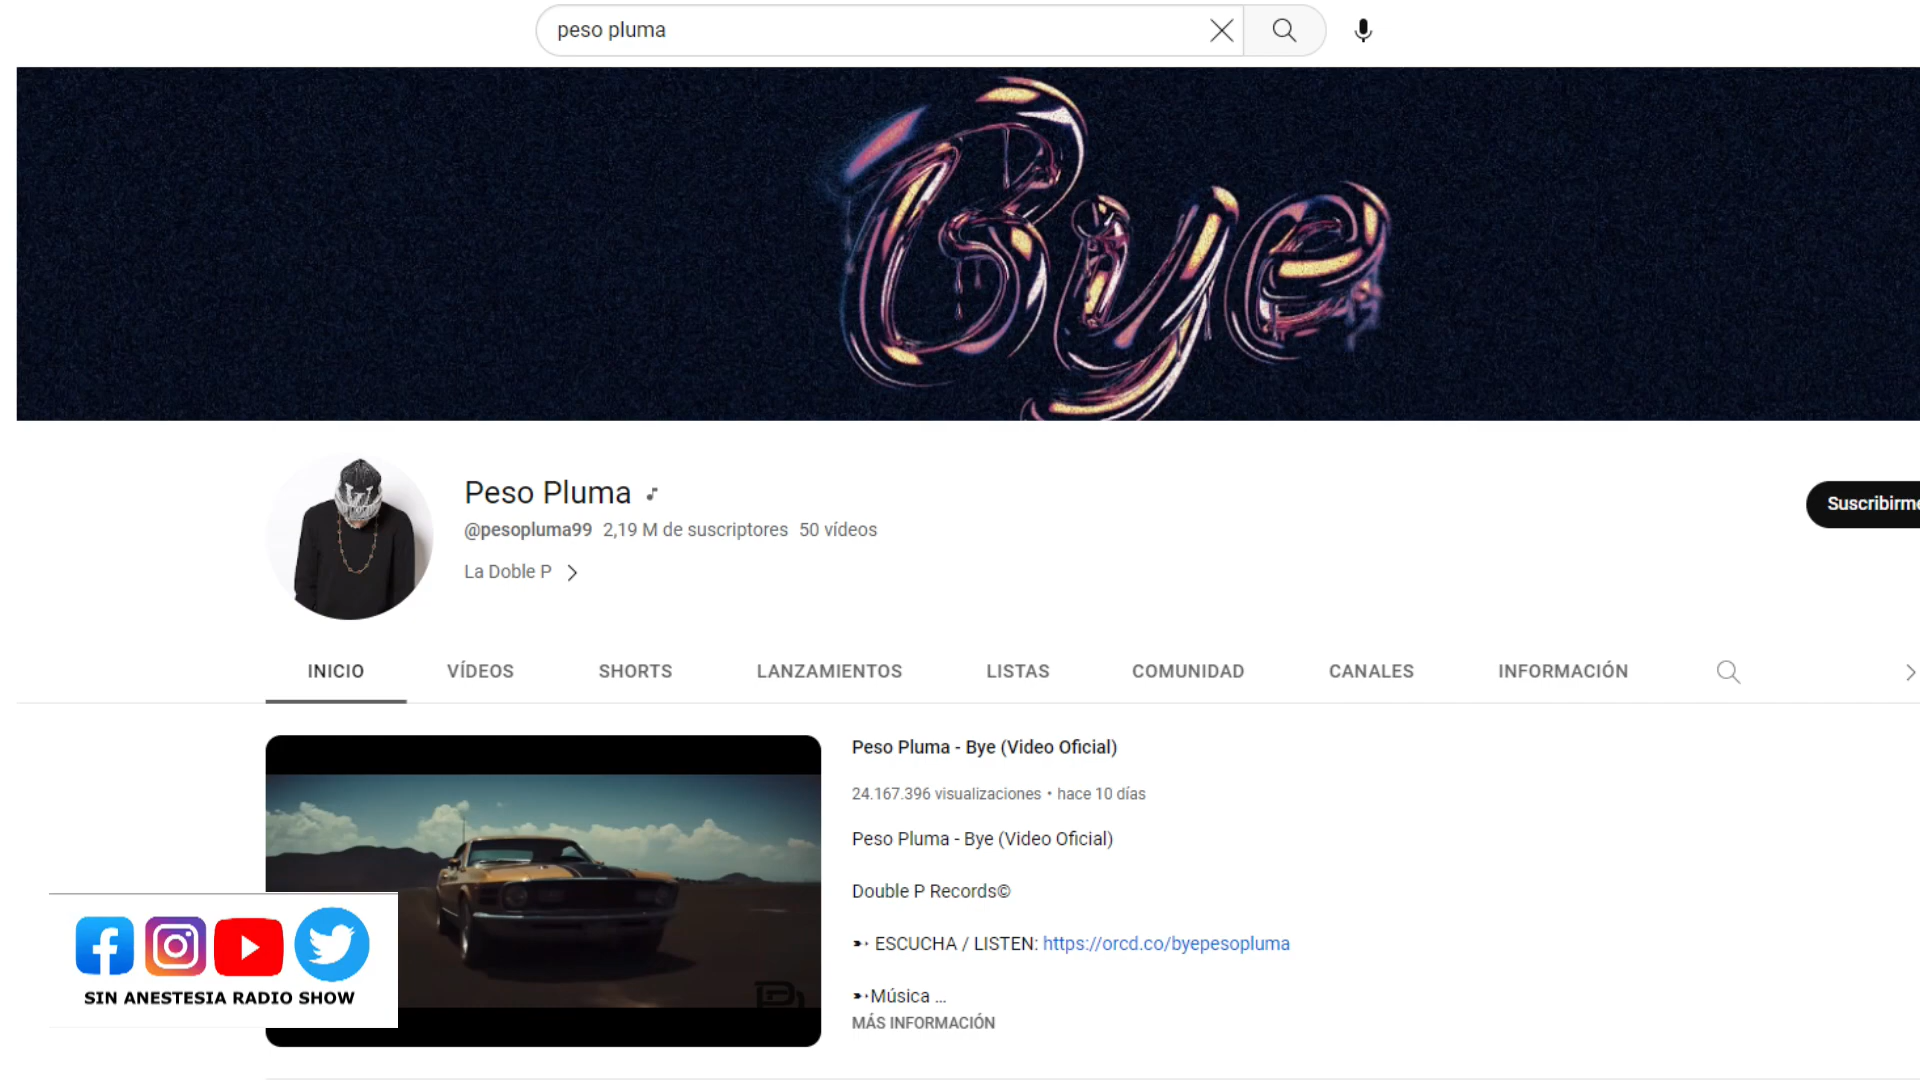 peso pluma
Bye
Peso Pluma
@pesopluma99 2,19 M de suscriptores 50 vídeos
La Doble P
Suscribirme
INICIO VÍDEOS SHORTS LANZAMIENTOS LISTAS COMUNIDAD CANALES INFORMACIÓN
Peso Pluma - Bye (Video Oficial)
24.167.396 visualizaciones • hace 10 días
Peso Pluma - Bye (Video Oficial)
Double P Records©
➳ ESCUCHA / LISTEN: https://orcd.co/byepesopluma
➳Música ...
MÁS INFORMACIÓN
SIN ANESTESIA RADIO SHOW